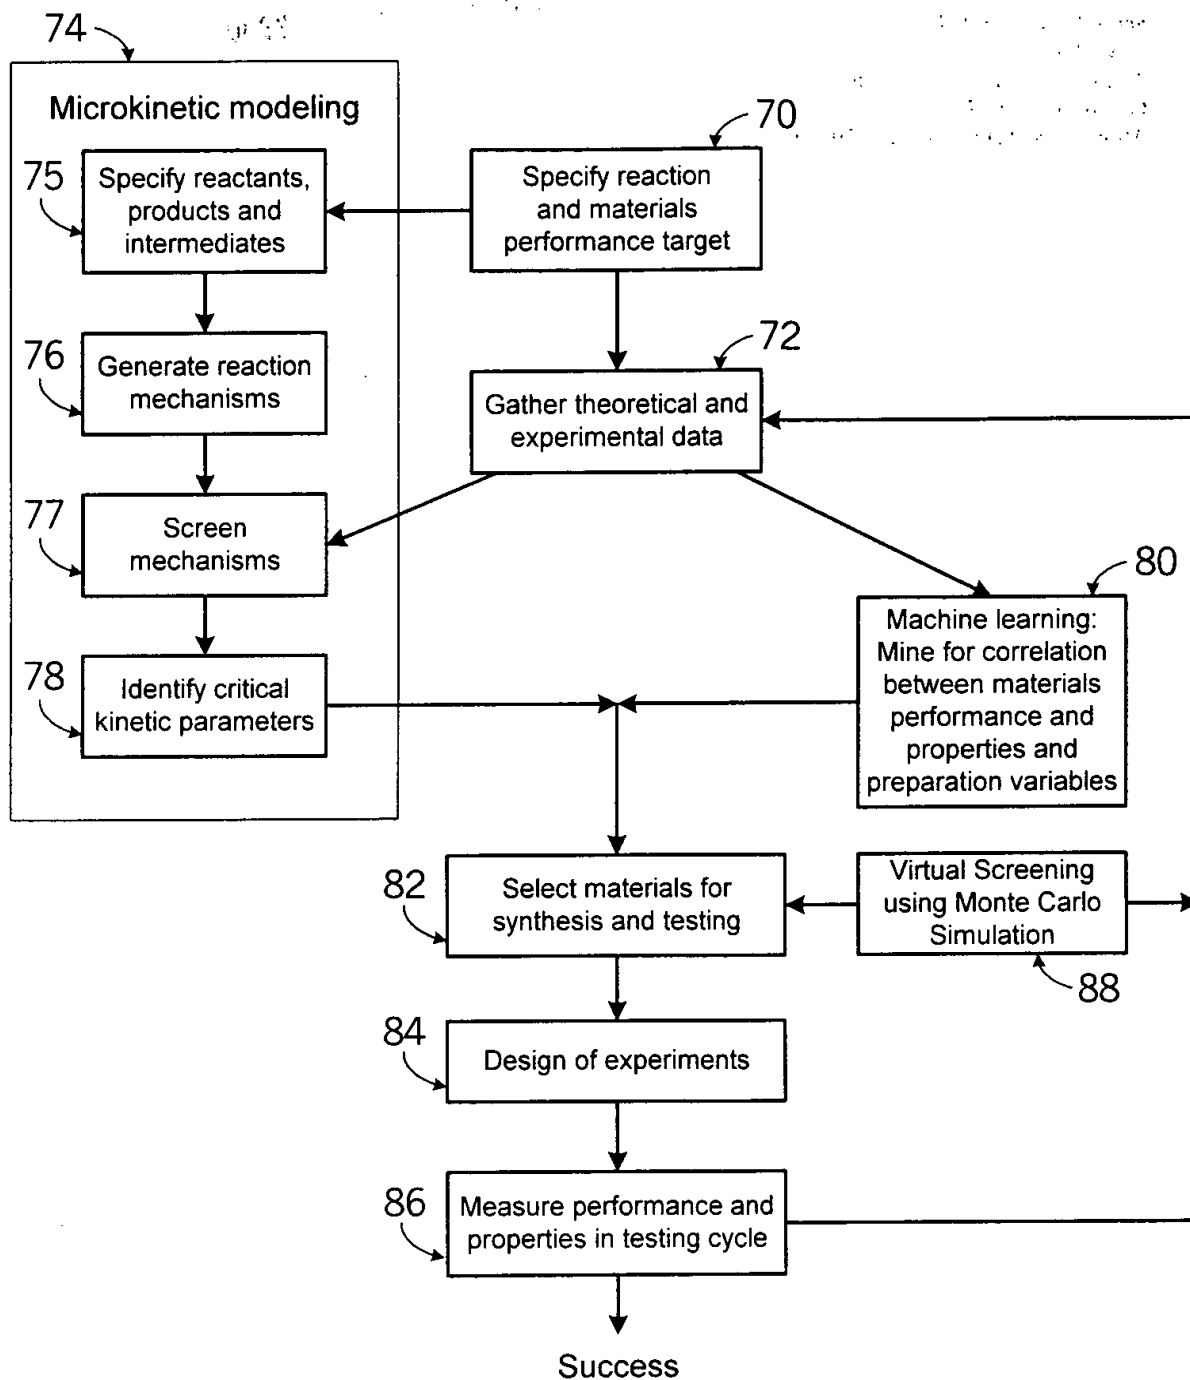 74
Microkinetic modeling
70
75
Specify reactants,
products and
intermediates
Specify reaction
and materials
performance target
76
Generate reaction
mechanisms
72
Gather theoretical and
experimental data
77
Screen
mechanisms
80
Machine learning:
Mine for correlation
between materials
performance and
properties and
preparation variables
78
Identify critical
kinetic parameters
82
Select materials for
synthesis and testing
Virtual Screening
using Monte Carlo
Simulation
88
84
Design of experiments
86
Measure performance and
properties in testing cycle
Success